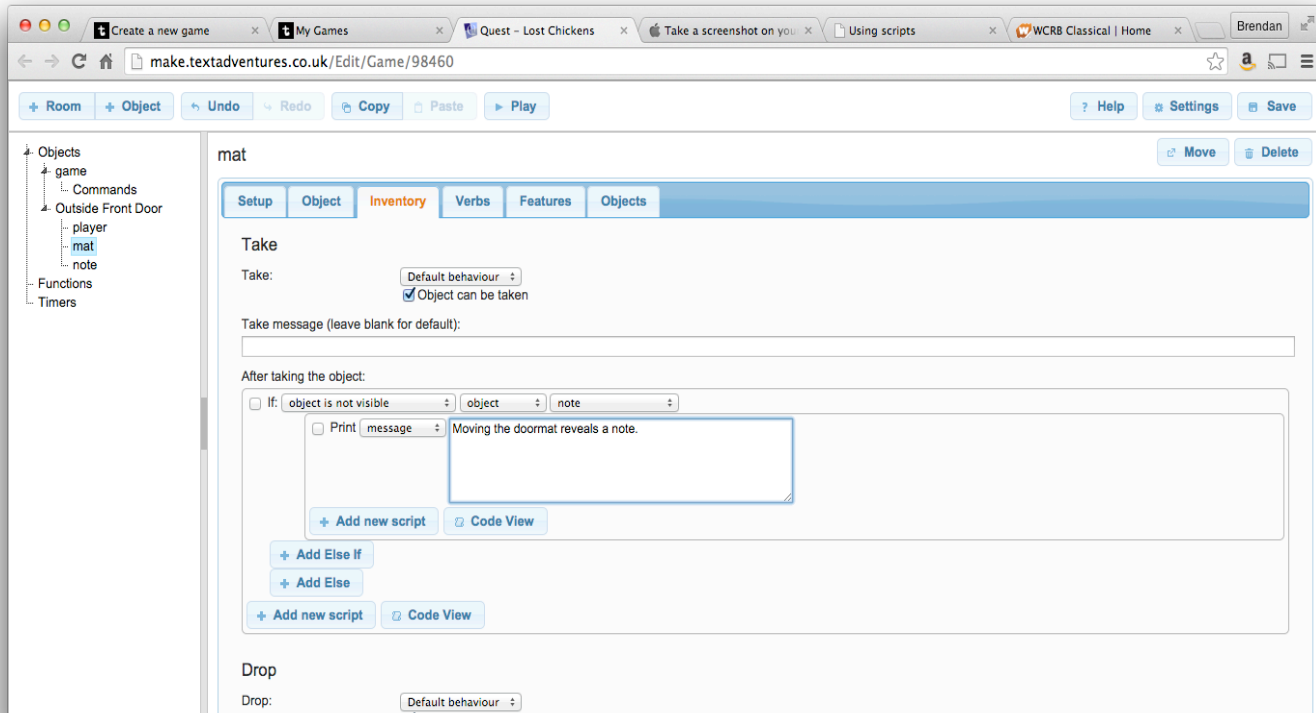 Create a new game
My Games
Quest – Lost Chickens
Take a screenshot on you
Using scripts
WCRB Classical | Home
Brendan
make.textadventures.co.uk/Edit/Game/98460
+ Room + Object Undo Redo Copy Paste Play ? Help Settings Save
Objects
game
Commands
Outside Front Door
player
mat
note
Functions
Timers
mat
Move Delete
Setup Object Inventory Verbs Features Objects
Take
Take: Default behaviour
Object can be taken
Take message (leave blank for default):
After taking the object:
If: object is not visible object note
Print message Moving the doormat reveals a note.
+ Add new script Code View
+ Add Else If
+ Add Else
+ Add new script Code View
Drop
Drop: Default behaviour